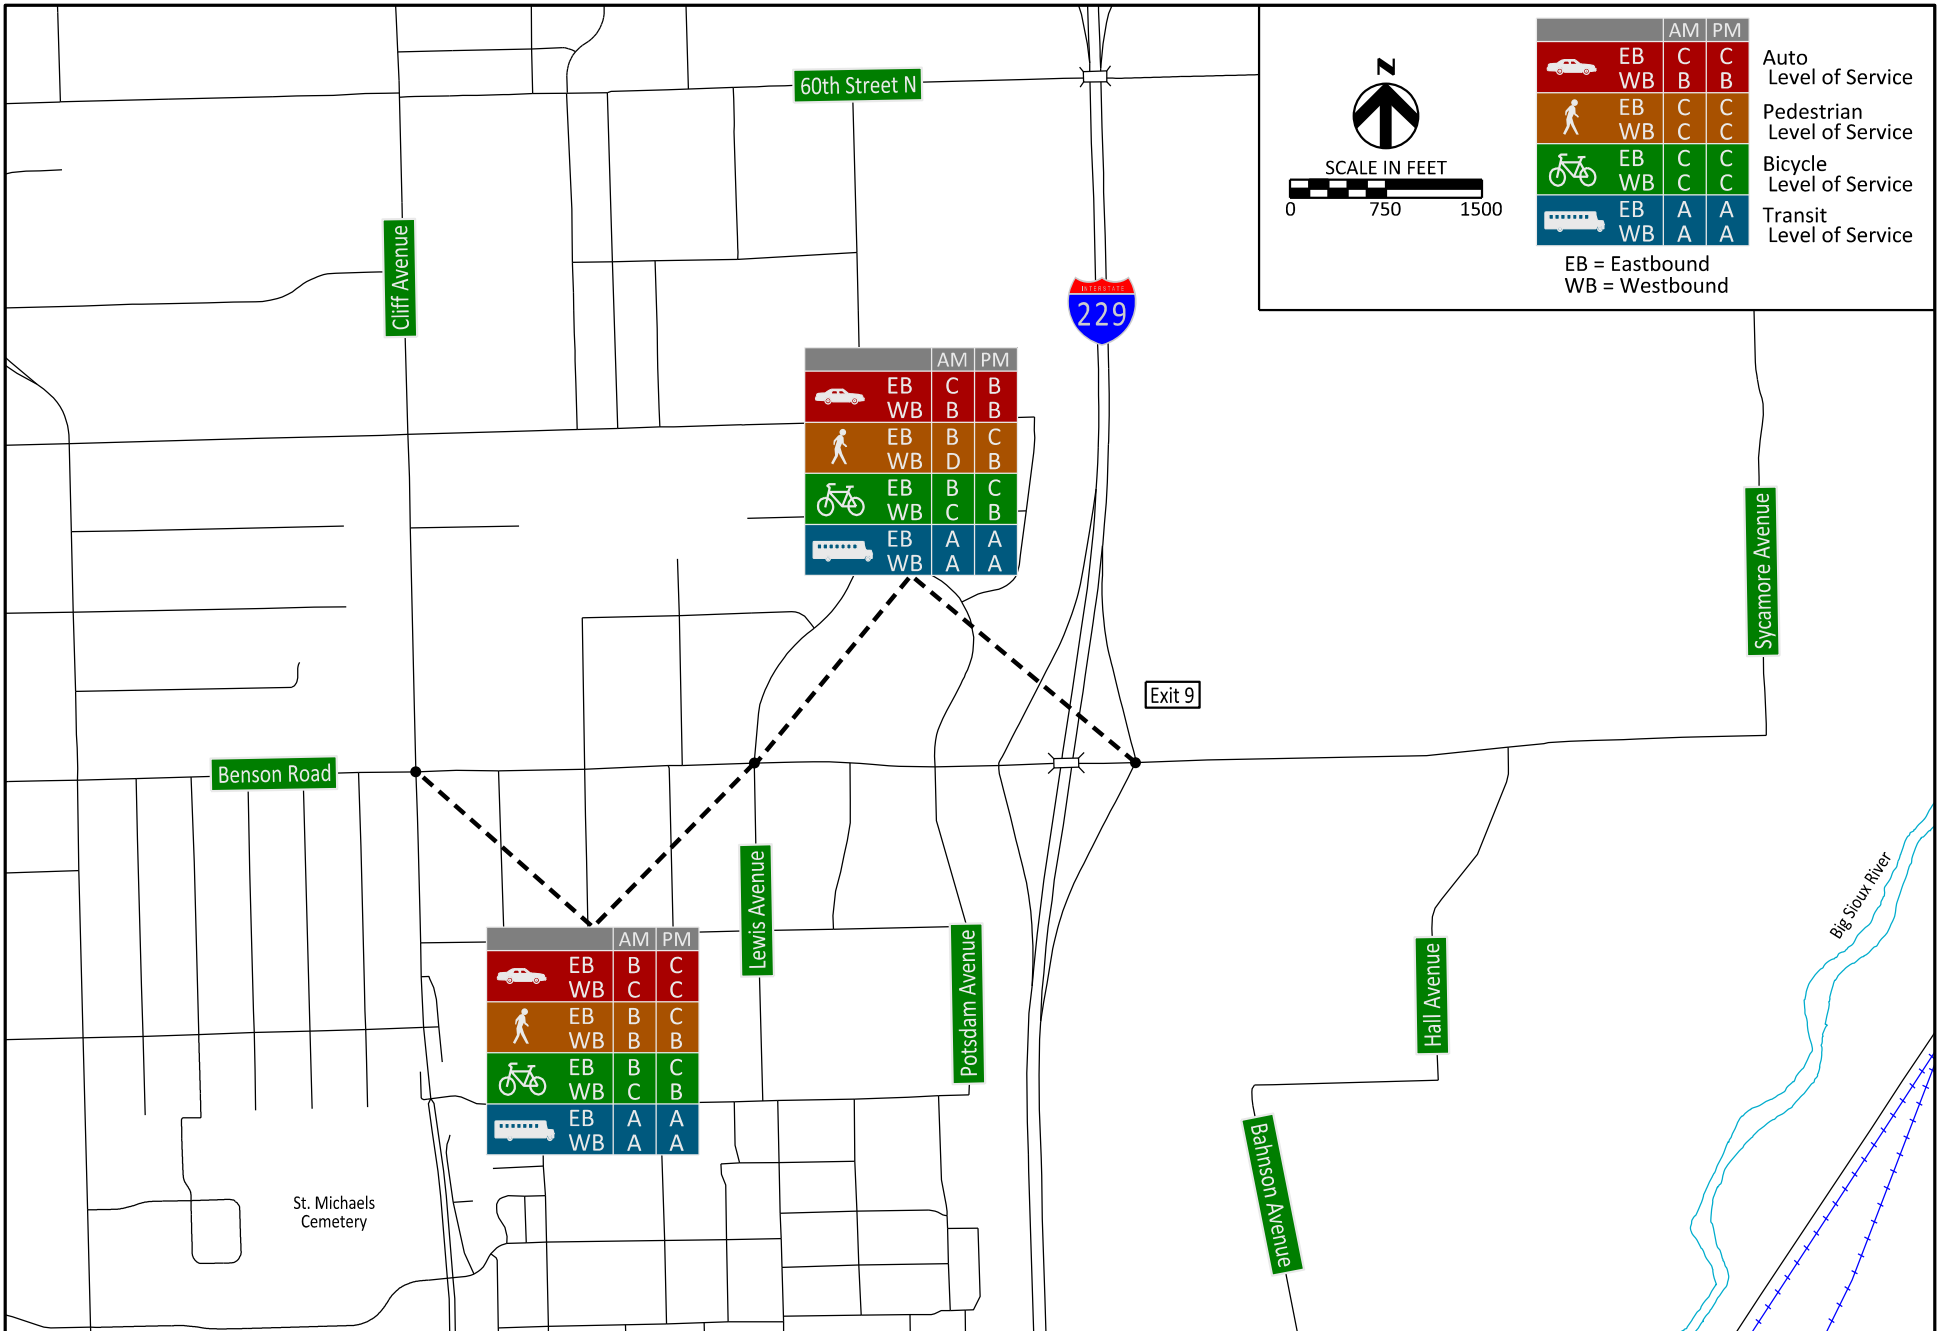 60th Street N
N
SCALE IN FEET
0 750 1500
AM PM
EB C C
WB B B
Auto
Level of Service
EB C C
WB C C
Pedestrian
Level of Service
EB C C
WB C C
Bicycle
Level of Service
EB A A
WB A A
Transit
Level of Service
EB = Eastbound
WB = Westbound
Cliff Avenue
INTERSTATE
229
AM PM
EB C B
WB B B
EB B C
WB D B
EB B C
WB C B
EB A A
WB A A
Sycamore Avenue
Exit 9
Benson Road
Lewis Avenue
Big Sioux River
AM PM
EB B C
WB C C
EB B C
WB B B
EB B C
WB C B
EB A A
WB A A
Potsdam Avenue
Hall Avenue
Bahnson Avenue
St. Michaels
Cemetery